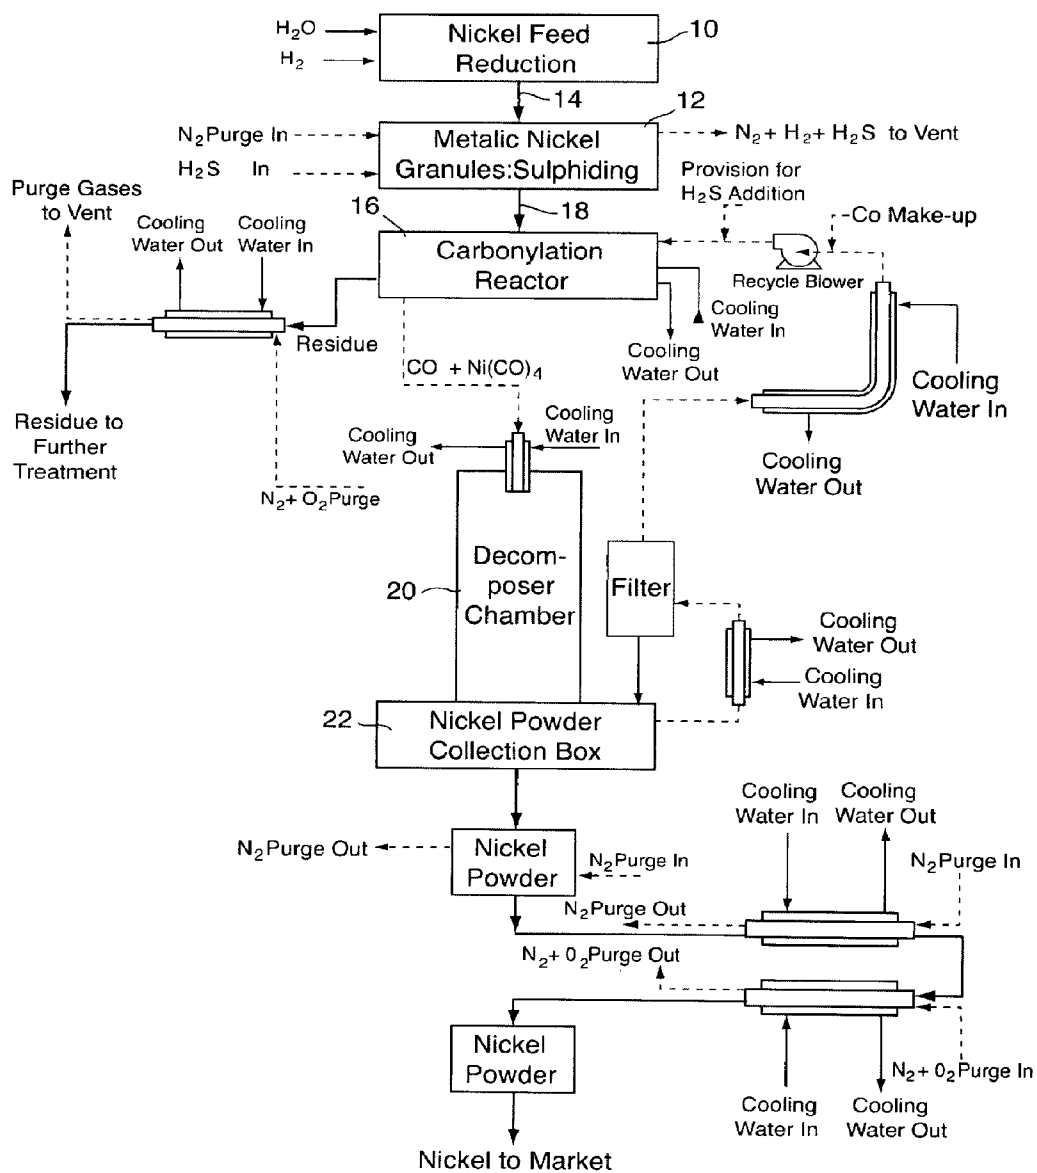 H2O
H2
Nickel Feed
Reduction
10
14
12
N2Purge In
H2S In
Metalic Nickel
Granules:Sulphiding
N2+ H2+ H2S to Vent
Provision for
H2S Addition
Purge Gases
to Vent
16
18
Co Make-up
Cooling
Water Out
Cooling
Water In
Carbonylation
Reactor
Recycle Blower
Cooling
Water In
Residue
CO + Ni(CO)4
Cooling
Water Out
Cooling
Water In
Residue to
Further
Treatment
Cooling
Water Out
Cooling
Water In
Cooling
Water Out
N2+ O2Purge
Decom-
poser
Chamber
20
Filter
Cooling
Water Out
Cooling
Water In
22
Nickel Powder
Collection Box
Cooling
Water In
Cooling
Water Out
N2Purge Out
Nickel
Powder
N2Purge In
N2Purge In
N2Purge Out
N2+ 02Purge Out
Nickel
Powder
N2+ 02Purge In
Cooling
Water In
Cooling
Water Out
Nickel to Market